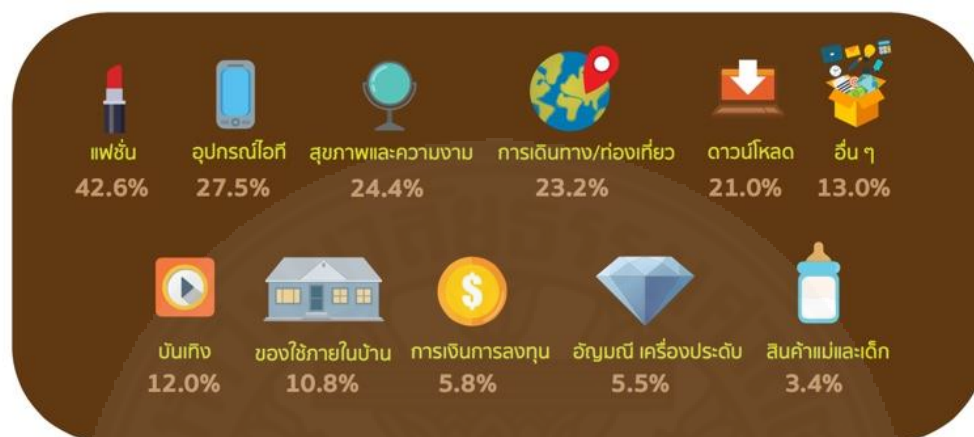 แฟชั่น อุปกรณ์ไอที สุขภาพและความงาม การเดินทาง/ท่องเที่ยว ดาวน์โหลด อื่น ๆ
42.6% 27.5% 24.4% 23.2% 21.0% 13.0%
$
บันเทิง ของใช้ภายในบ้าน การเงินการลงทุน อัญมณี เครื่องประดับ สินค้าแม่และเด็ก
12.0% 10.8% 5.8% 5.5% 3.4%